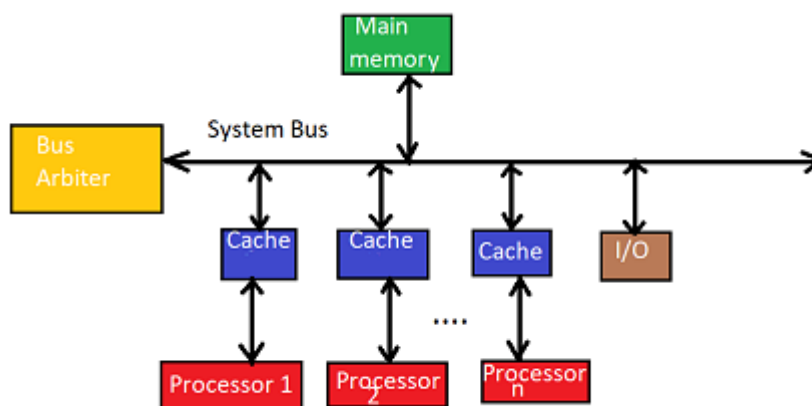 Main
memory
System Bus
Bus
Arbiter
Cache
Cache
Cache
I/O
....
Processor 1
Processor
2
Processor
n